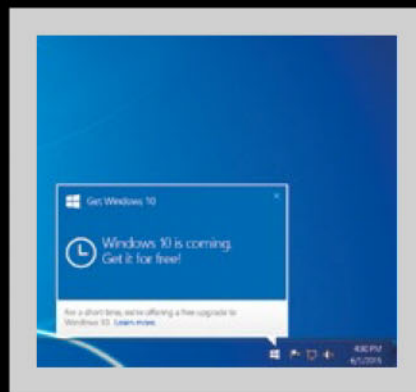 Get Windows 10
Windows 10 is coming.
Get it for free!
For a short time, we're offering a free upgrade to
Windows 10. Learn more.
4:00 PM
6/1/2015